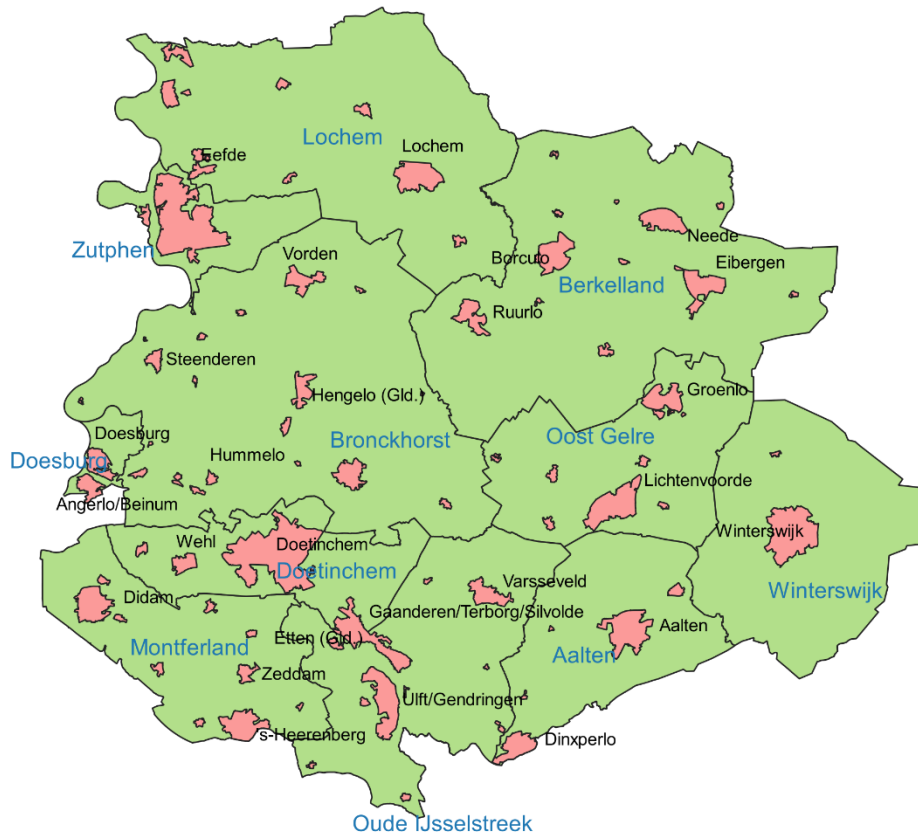 Lochem
Lochem
Eefde
Zutphen
Neede
Borculo
Eibergen
Vorden
Berkelland
Ruurlo
Steenderen
Groenlo
Hengelo (Gld.)
Doesburg
Bronckhorst
Oost Gelre
Doesburg
Hummelo
Lichtenvoorde
Angerlo/Beinum
Winterswijk
Wehl
Doetinchem
Doetinchem
Varsseveld
Winterswijk
Didam
Gaanderen/Terborg/Silvolde
Aalten
Etten (Gld.)
Montferland
Aalten
Zeddam
Ulft/Gendringen
's-Heerenberg
Dinxperlo
Oude IJsselstreek